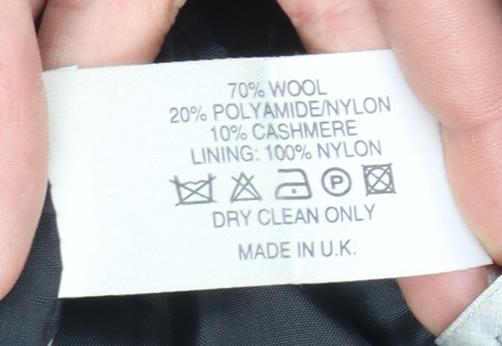 70% WOOL
20% POLYAMIDE/NYLON
10% CASHMERE
LINING: 100% NYLON
P
DRY CLEAN ONLY
MADE IN U.K.